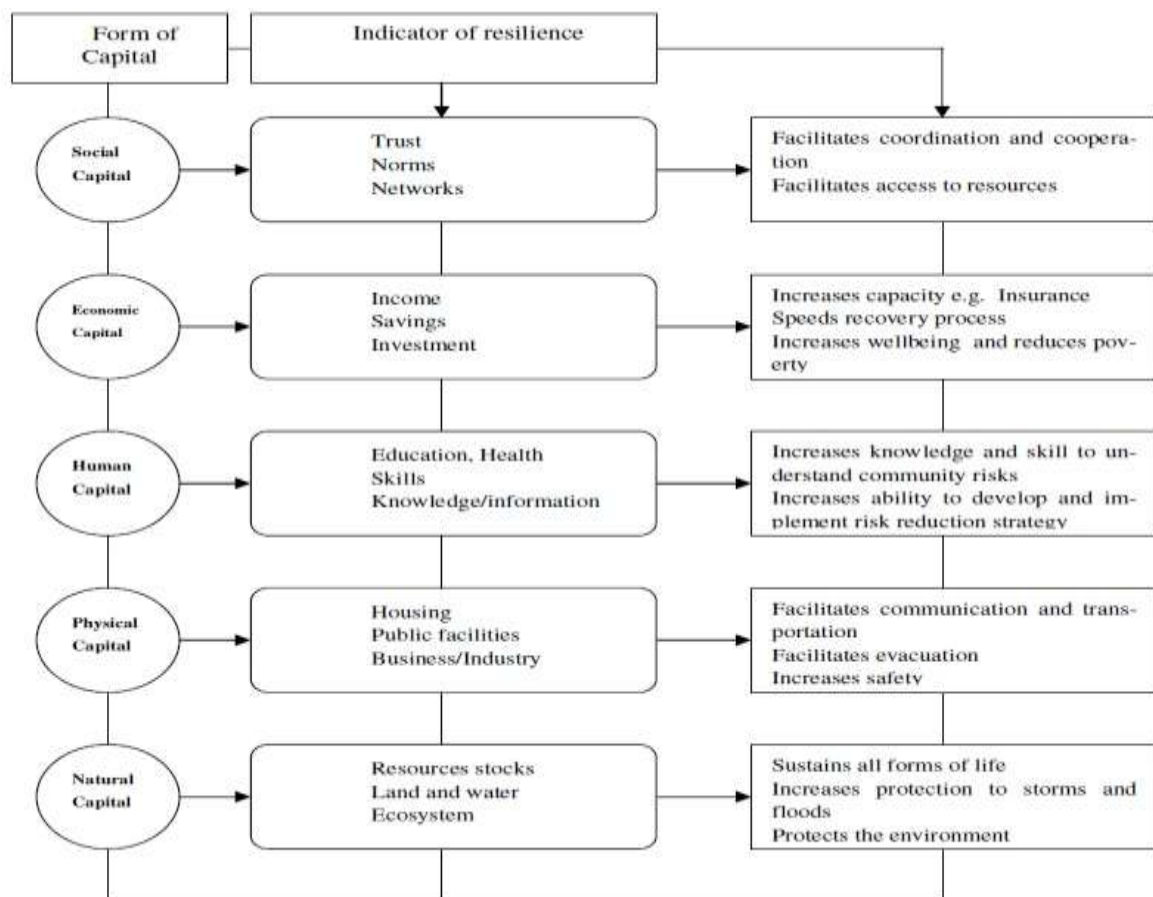 Form of
Capital
Indicator of resilience
Social
Capital
Trust
Norms
Networks
Facilitates coordination and coopera-
tion
Facilitates access to resources
Economic
Capital
Income
Savings
Investment
Increases capacity e.g. Insurance
Speeds recovery process
Increases wellbeing and reduces pov-
erty
Human
Capital
Education, Health
Skills
Knowledge/information
Increases knowledge and skill to un-
derstand community risks
Increases ability to develop and im-
plement risk reduction strategy
Physical
Capital
Housing
Public facilities
Business/Industry
Facilitates communication and trans-
portation
Facilitates evacuation
Increases safety
Natural
Capital
Resources stocks
Land and water
Ecosystem
Sustains all forms of life
Increases protection to storms and
floods
Protects the environment